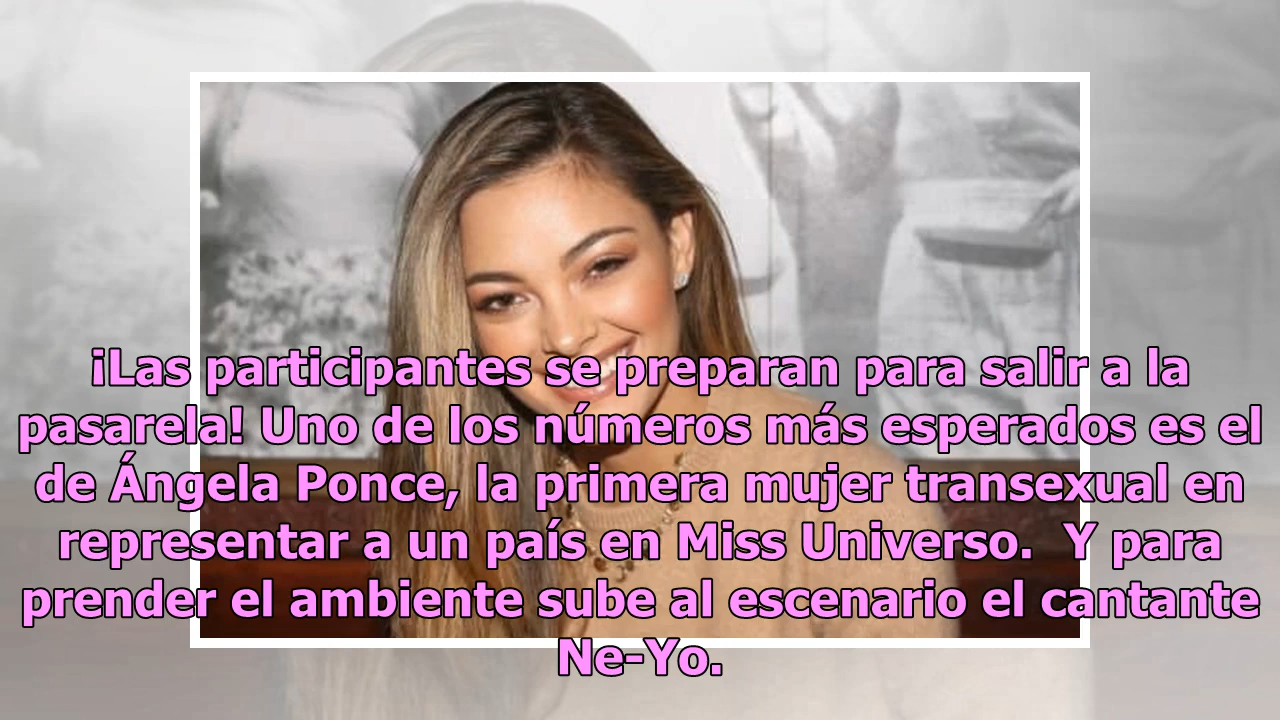 ¡Las participantes se preparan para salir a la
pasarela! Uno de los números más esperados es el
de Ángela Ponce, la primera mujer transexual en
representar a un país en Miss Universo.  Y para
prender el ambiente sube al escenario el cantante
Ne-Yo.